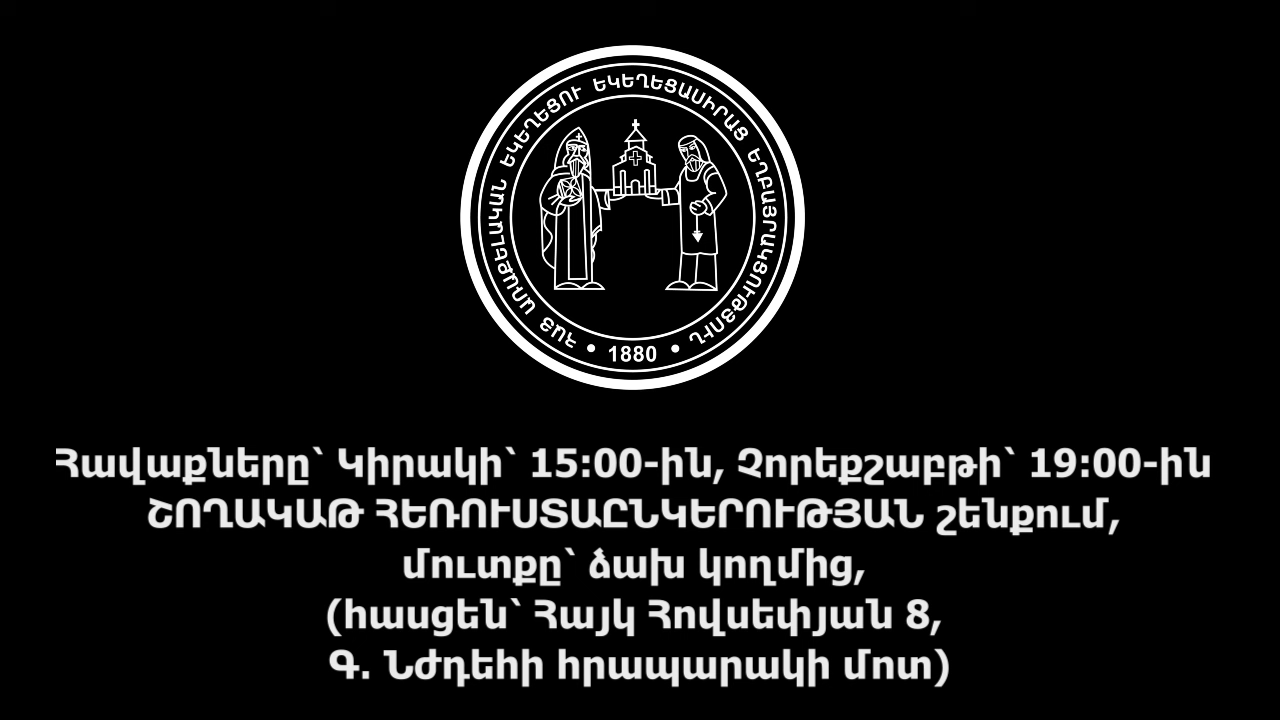 ՀԱՅ ԱՌԱՔԵԼԱԿԱՆ ԵԿԵՂԵՑՈՒ ԵԿԵՂԵՑԱՍԻՐԱՑ ԵՂԲԱՅՐԱԿՑՈՒԹՅՈՒՆ
• 1880 •
Հավաքները՝ Կիրակի՝ 15:00-ին, Չորեքշաբթի՝ 19:00-ին
ՇՈՂԱԿԱԹ ՀԵՌՈՒՍՏԱԸՆԿԵՐՈՒԹՅԱՆ շենքում,
մուտքը՝ ձախ կողմից,
(հասցեն՝ Հայկ Հովսեփյան 8,
Գ. Նժդեհի հրապարակի մոտ)